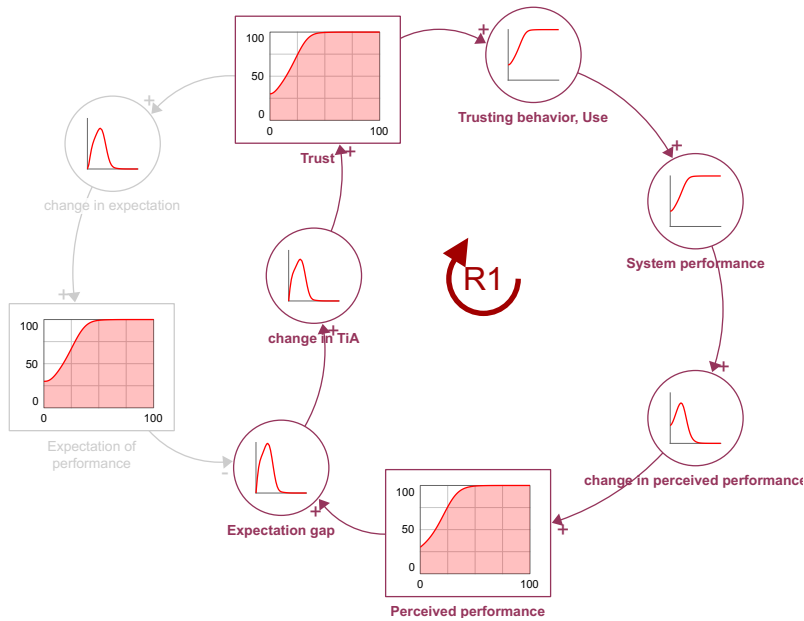 +
+
100
50
0
0
100
Trust
+
Trusting behavior, Use
+
change in expectation
+
System performance
R1
+
change in TiA
+
100
50
0
0
100
Expectation of
performance
-
+
change in perceived performance
+
Expectation gap
+
100
50
0
0
100
Perceived performance